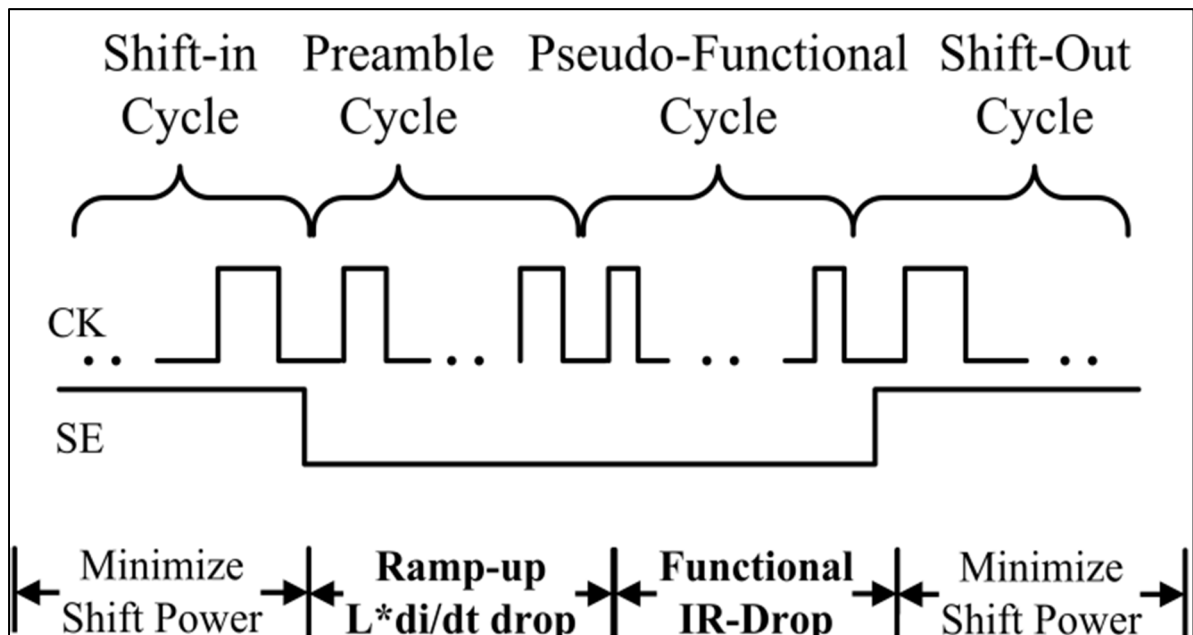 Shift-in Preamble Pseudo-Functional Shift-Out
Cycle Cycle Cycle Cycle
CK
SE
Minimize Ramp-up Functional Minimize
Shift Power L*di/dt drop IR-Drop Shift Power